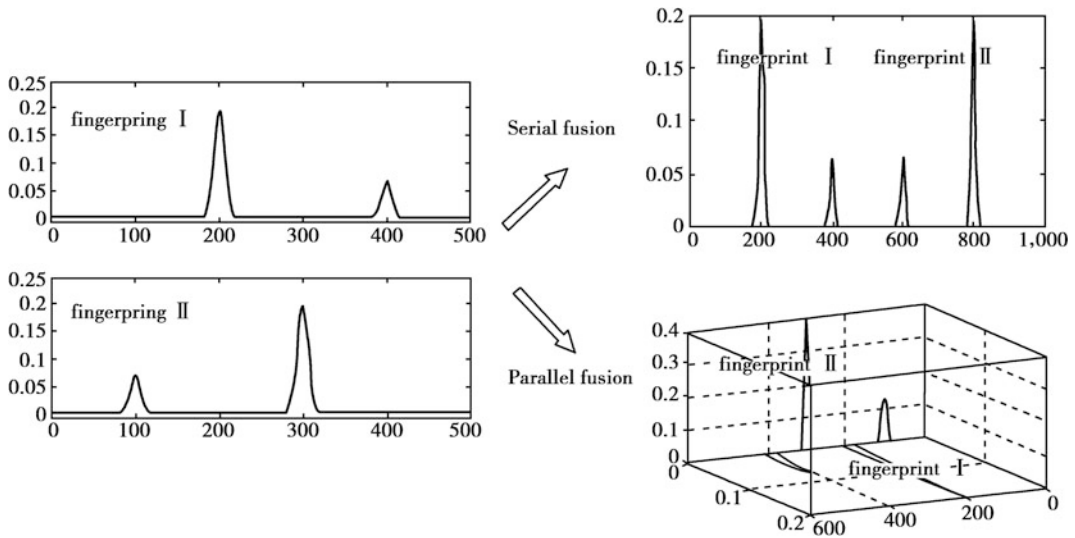 0.25
0.2
0.15
0.1
0.05
0
fingerpring Ⅰ
0 100 200 300 400 500
0.25
0.2
0.15
0.1
0.05
0
fingerpring Ⅱ
0 100 200 300 400 500
Serial fusion
Parallel fusion
0.2
0.15
0.1
0.05
0
fingerprint Ⅰ fingerprint Ⅱ
0 200 400 600 800 1,000
0.4
0.3
0.2
0.1
0
fingerprint Ⅱ
fingerprint Ⅰ
0
0.1
0.2
600 400 200 0